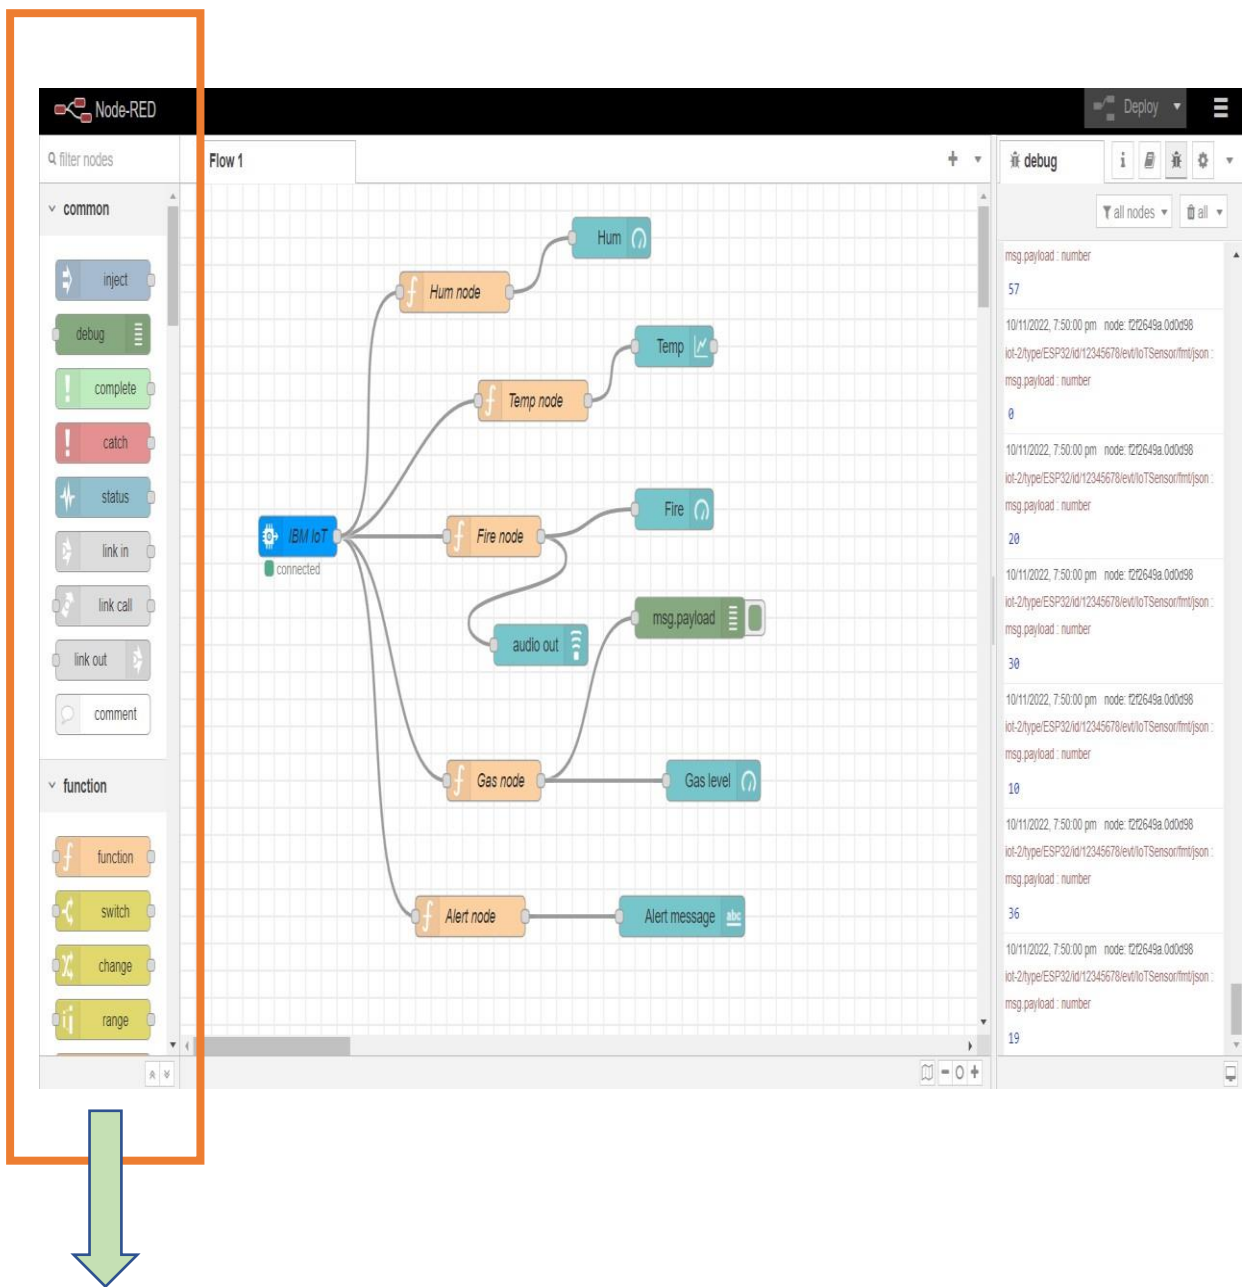 Node-RED
Deploy
filter nodes
Flow 1
debug
i
common
all nodes
all
inject
debug
complete
catch
status
link in
link call
link out
comment
function
function
switch
change
range
Hum
Hum node
Temp
Temp node
IBM IoT
connected
Fire node
Fire
audio out
msg.payload
Gas node
Gas level
Alert node
Alert message
abc
msg.payload : number
57
10/11/2022, 7:50:00 pm node: f2f2649a.0d0d98
iot-2/type/ESP32/id/12345678/evt/IoTSensor/fmt/json :
msg.payload : number
0
10/11/2022, 7:50:00 pm node: f2f2649a.0d0d98
iot-2/type/ESP32/id/12345678/evt/IoTSensor/fmt/json :
msg.payload : number
20
10/11/2022, 7:50:00 pm node: f2f2649a.0d0d98
iot-2/type/ESP32/id/12345678/evt/IoTSensor/fmt/json :
msg.payload : number
30
10/11/2022, 7:50:00 pm node: f2f2649a.0d0d98
iot-2/type/ESP32/id/12345678/evt/IoTSensor/fmt/json :
msg.payload : number
10
10/11/2022, 7:50:00 pm node: f2f2649a.0d0d98
iot-2/type/ESP32/id/12345678/evt/IoTSensor/fmt/json :
msg.payload : number
36
10/11/2022, 7:50:00 pm node: f2f2649a.0d0d98
iot-2/type/ESP32/id/12345678/evt/IoTSensor/fmt/json :
msg.payload : number
19